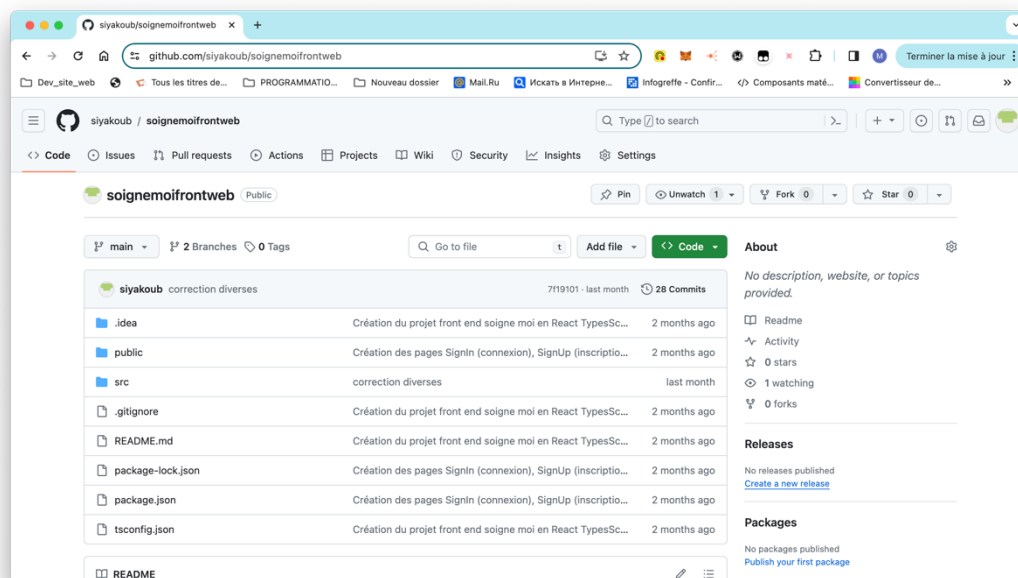 siyakoub/soignemoifrontweb
github.com/siyakoub/soignemoifrontweb
M
Terminer la mise à jour
Dev_site_web
Tous les titres de...
PROGRAMMATIO...
Nouveau dossier
Mail.Ru
Искать в Интерне...
Infogreffe - Confir...
Composants maté...
Convertisseur de...
siyakoub / soignemoifrontweb
Type / to search
Code
Issues
Pull requests
Actions
Projects
Wiki
Security
Insights
Settings
soignemoifrontweb Public
Pin
Unwatch 1
Fork 0
Star 0
main
2 Branches
0 Tags
Go to file t
Add file
Code
siyakoub correction diverses 7f19101 · last month 28 Commits
.idea Création du projet front end soigne moi en React TypesSc... 2 months ago
public Création des pages SignIn (connexion), SignUp (inscriptio... 2 months ago
src correction diverses last month
.gitignore Création du projet front end soigne moi en React TypesSc... 2 months ago
README.md Création du projet front end soigne moi en React TypesSc... 2 months ago
package-lock.json Création des pages SignIn (connexion), SignUp (inscriptio... 2 months ago
package.json Création des pages SignIn (connexion), SignUp (inscriptio... 2 months ago
tsconfig.json Création du projet front end soigne moi en React TypesSc... 2 months ago
README
About
No description, website, or topics
provided.
Readme
Activity
0 stars
1 watching
0 forks
Releases
No releases published
Create a new release
Packages
No packages published
Publish your first package